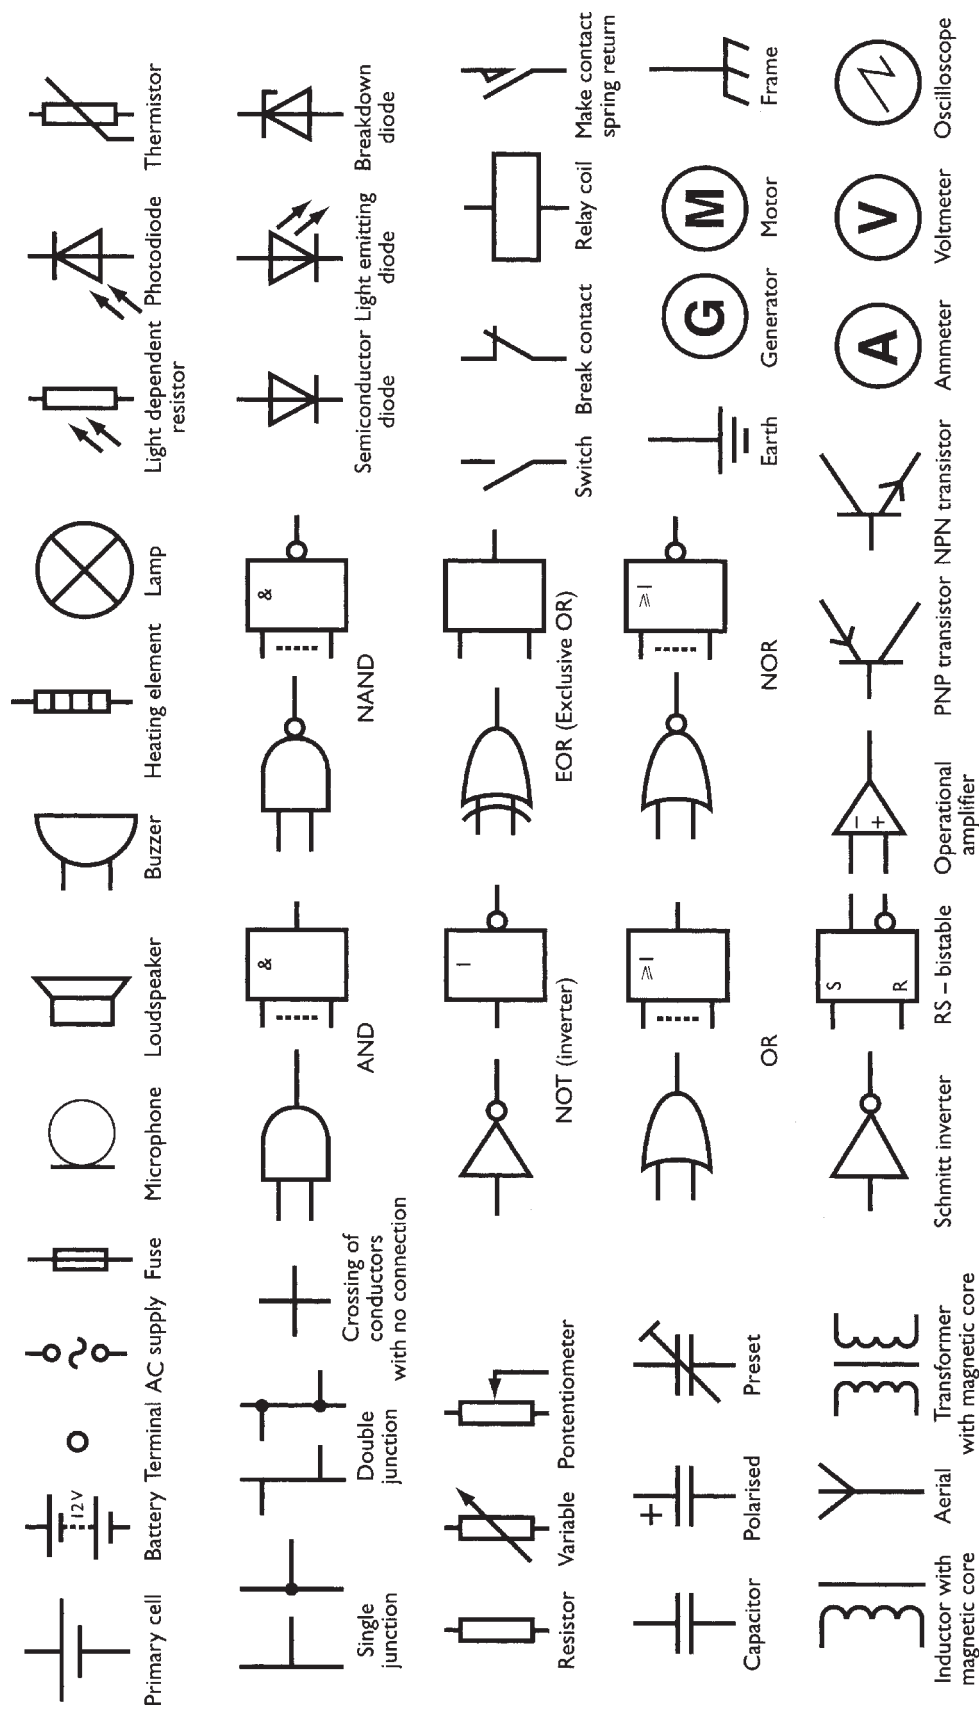 Primary cell
Battery
12V
Terminal
AC supply
Fuse
Microphone
Loudspeaker
Buzzer
Heating element
Lamp
Light dependent
resistor
Photodiode
Thermistor
Single
junction
Double
junction
Crossing of
conductors
with no connection
&
AND
&
NAND
Semiconductor
diode
Light emitting
diode
Breakdown
diode
Resistor
Variable
Pontentiometer
1
NOT (inverter)
EOR (Exclusive OR)
Switch
Break contact
Relay coil
Make contact
spring return
Capacitor
+
Polarised
Preset
⩾1
OR
⩾1
NOR
Earth
G
Generator
M
Motor
Frame
Inductor with
magnetic core
Aerial
Transformer
with magnetic core
Schmitt inverter
S
R
RS – bistable
–
+
Operational
amplifier
PNP transistor
NPN transistor
A
Ammeter
V
Voltmeter
Oscilloscope